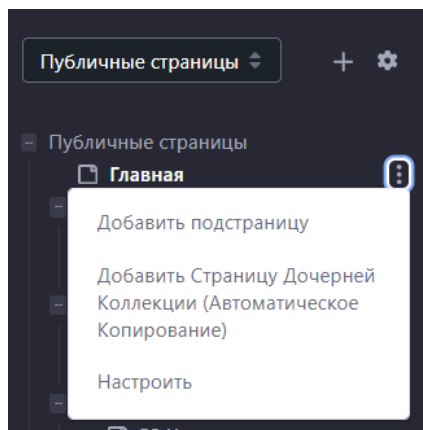 Публичные страницы
Публичные страницы
Главная
Добавить подстраницу
Добавить Страницу Дочерней
Коллекции (Автоматическое
Копирование)
Настроить